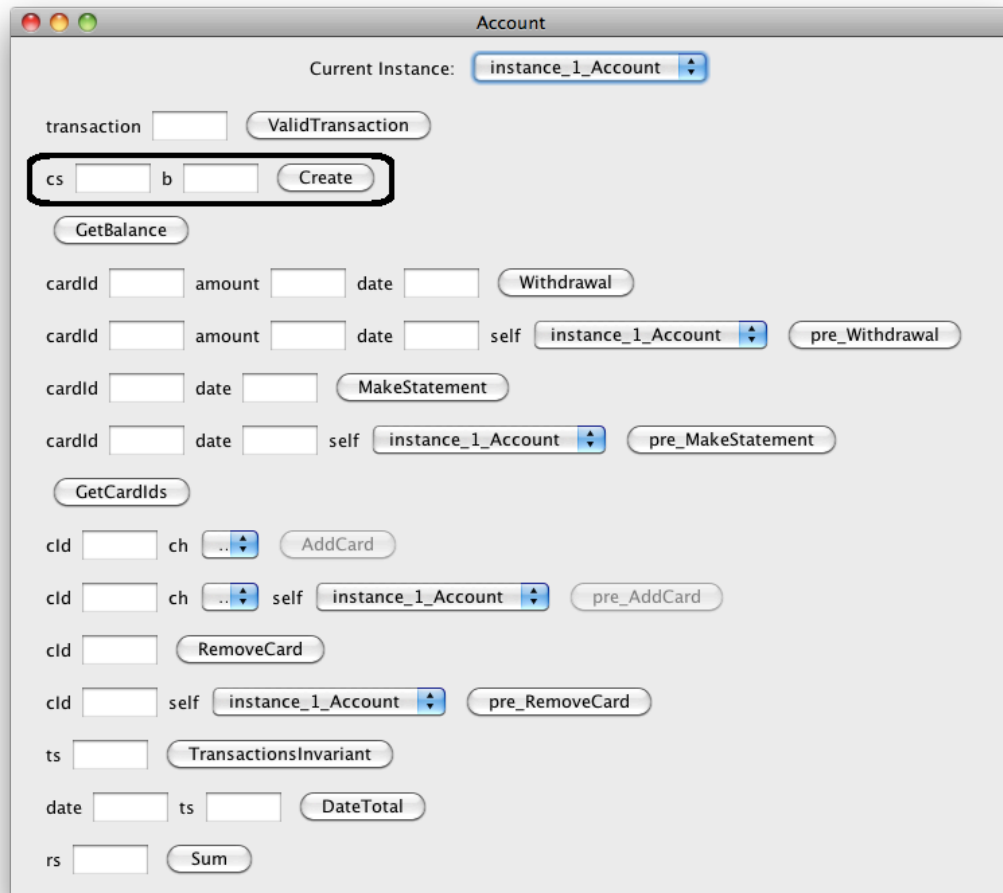 Account
Current Instance: instance_1_Account
transaction ValidTransaction
cs b Create
GetBalance
cardId amount date Withdrawal
cardId amount date self instance_1_Account pre_Withdrawal
cardId date MakeStatement
cardId date self instance_1_Account pre_MakeStatement
GetCardIds
cId ch .. AddCard
cId ch .. self instance_1_Account pre_AddCard
cId RemoveCard
cId self instance_1_Account pre_RemoveCard
ts TransactionsInvariant
date ts DateTotal
rs Sum